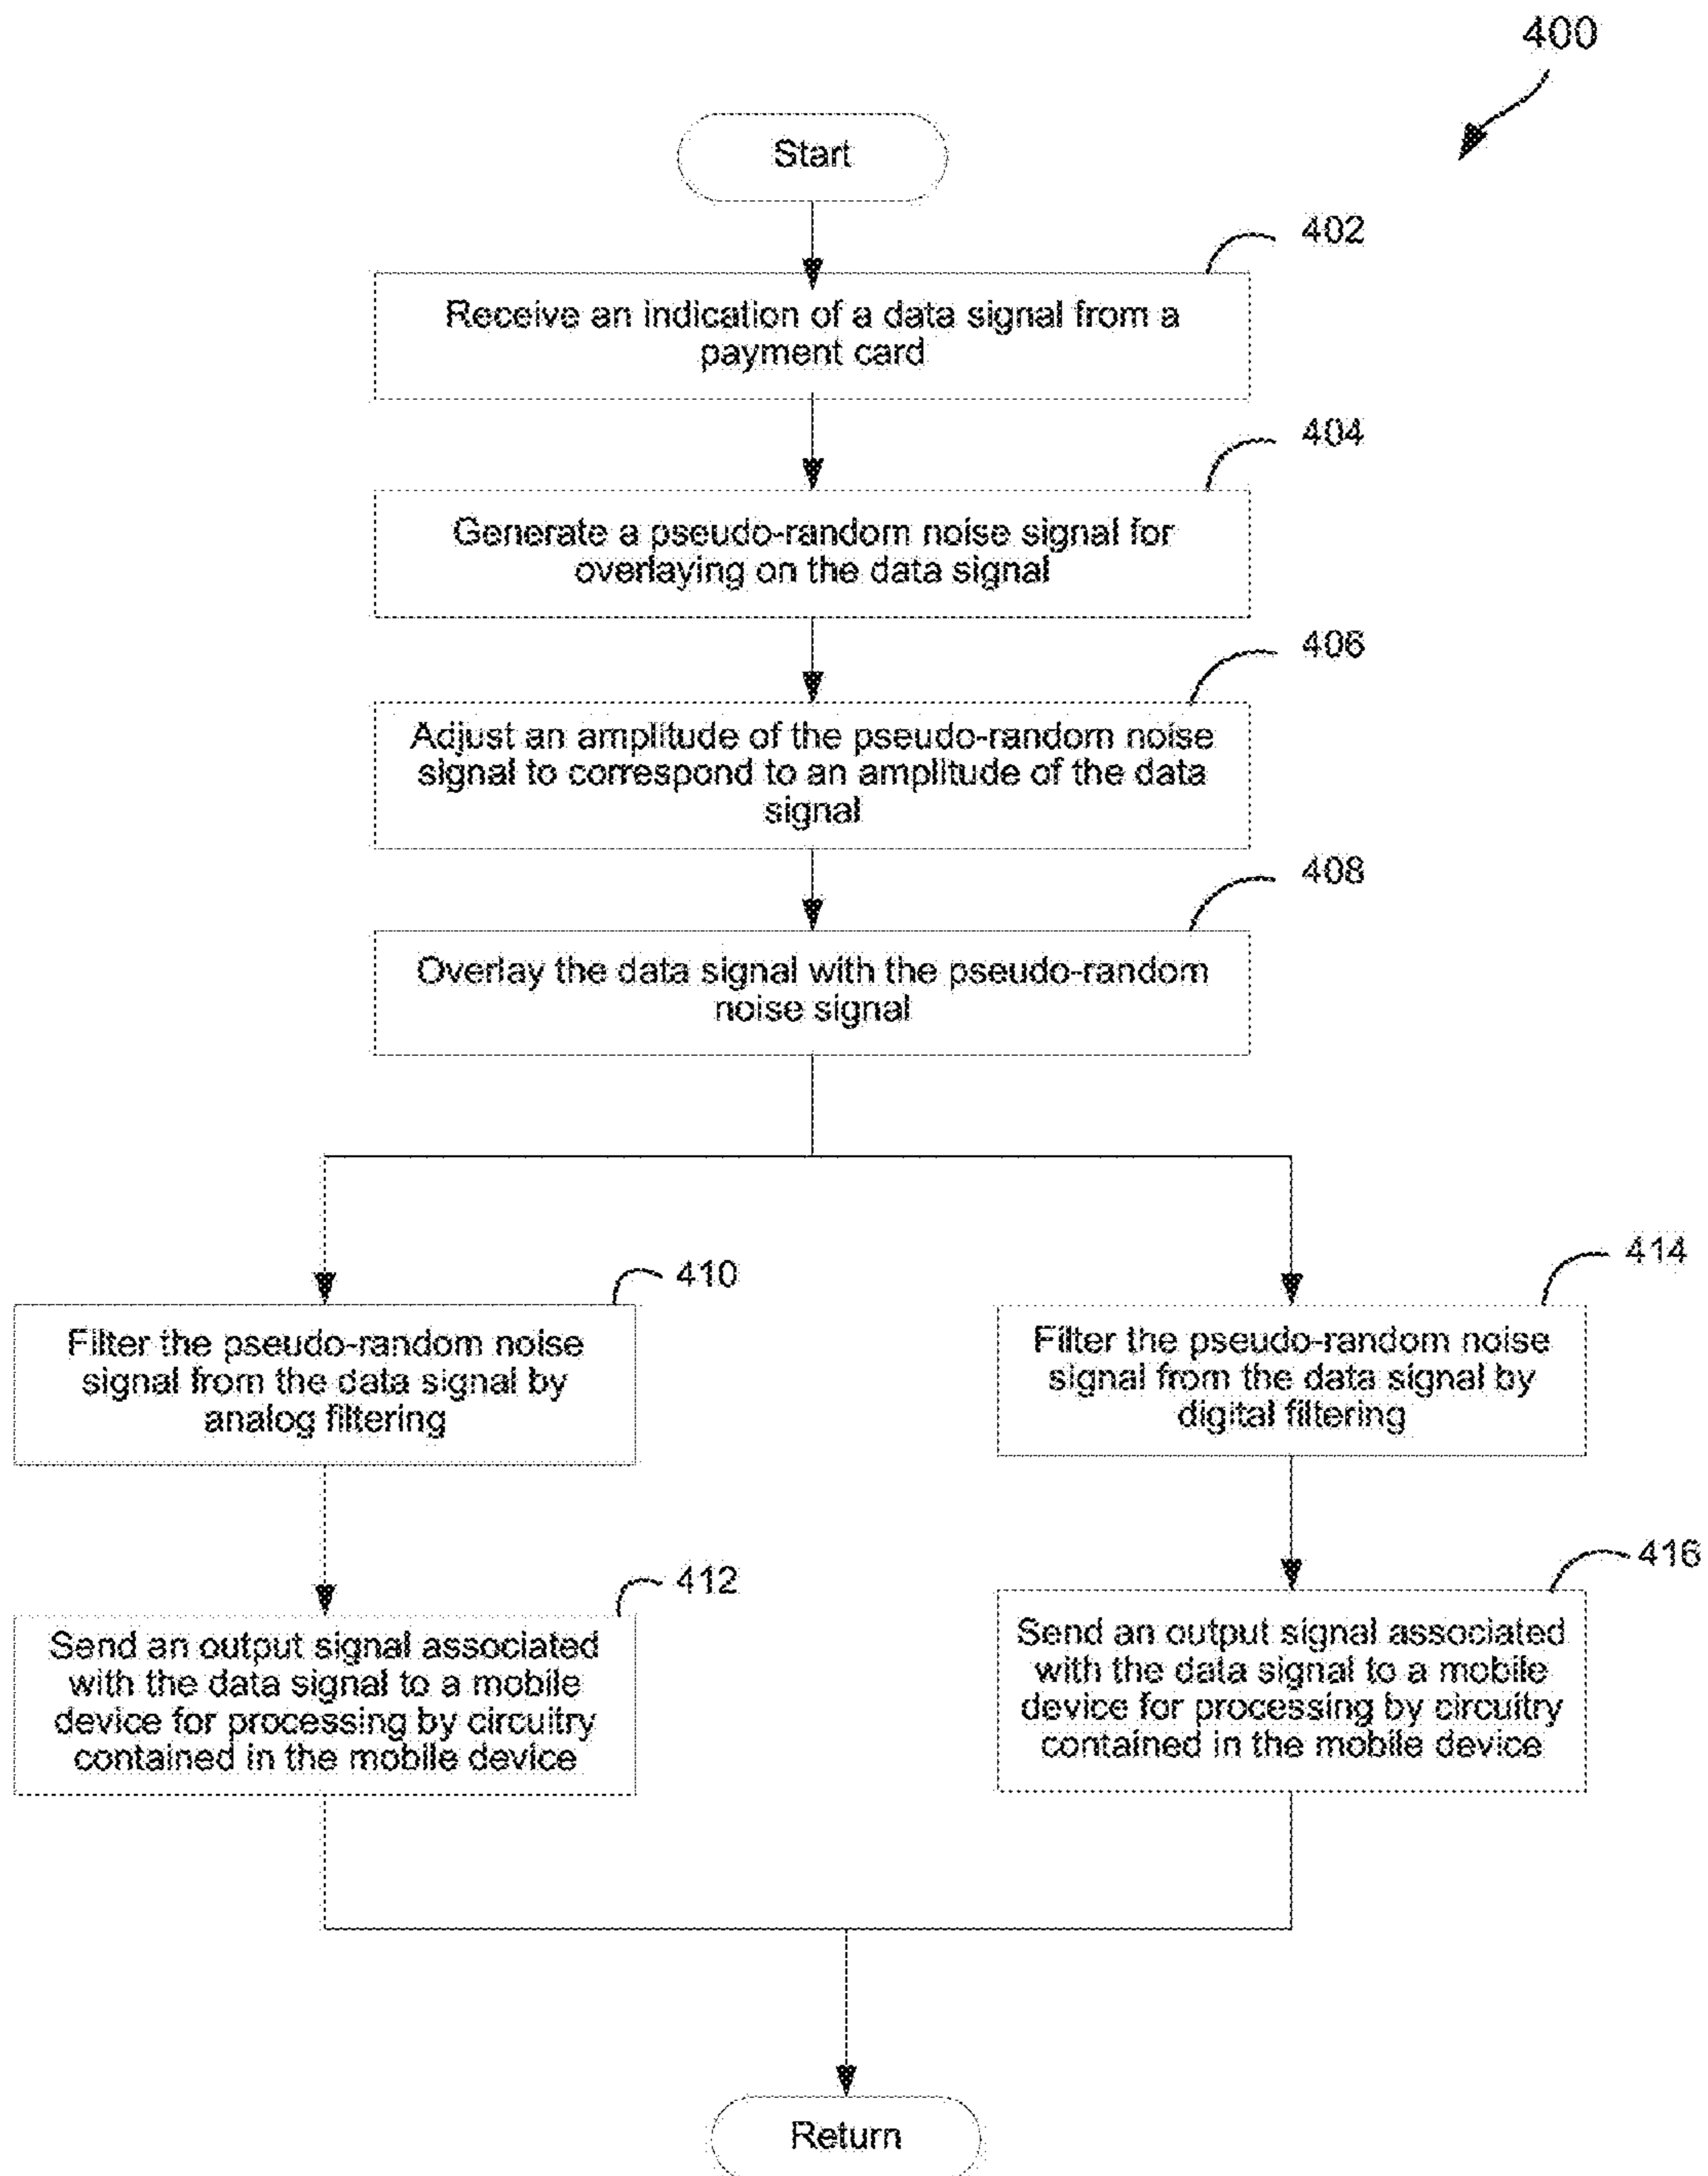 400
Start
402
Receive an indication of a data signal from a
payment card
404
Generate a pseudo-random noise signal for
overlaying on the data signal
406
Adjust an amplitude of the pseudo-random noise
signal to correspond to an amplitude of the data
signal
408
Overlay the data signal with the pseudo-random
noise signal
410
Filter the pseudo-random noise
signal from the data signal by
analog filtering
412
Send an output signal associated
with the data signal to a mobile
device for processing by circuitry
contained in the mobile device
414
Filter the pseudo-random noise
signal from the data signal by
digital filtering
416
Send an output signal associated
with the data signal to a mobile
device for processing by circuitry
contained in the mobile device
Return